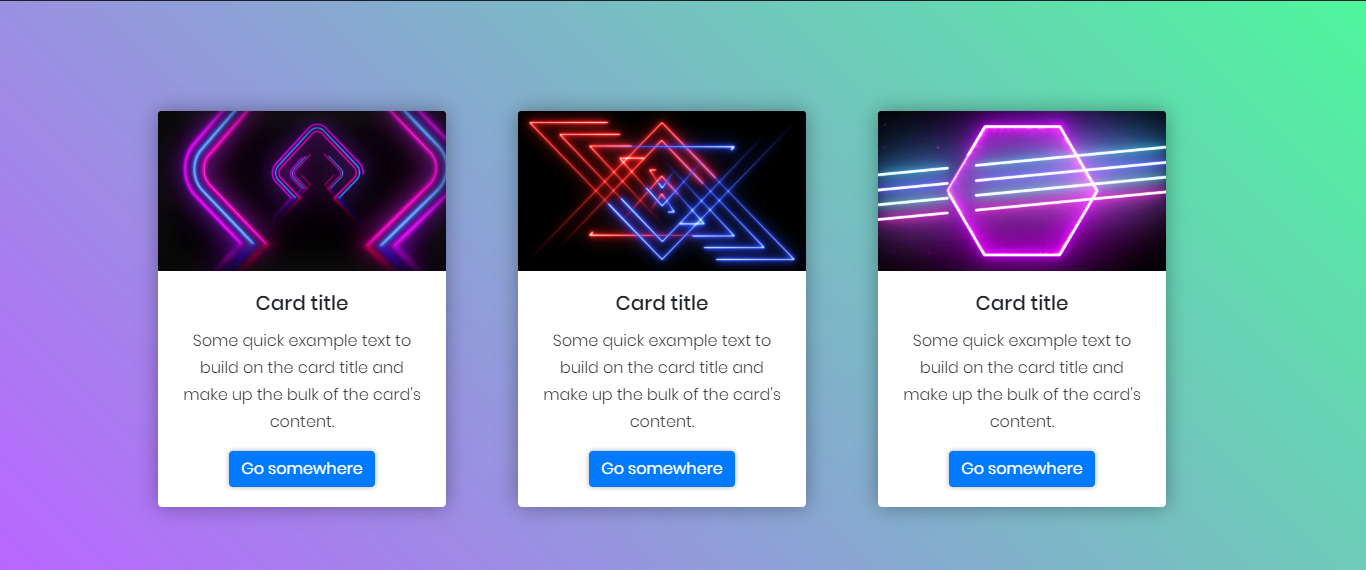 Card title
Some quick example text to
build on the card title and
make up the bulk of the card's
content.
Go somewhere
Card title
Some quick example text to
build on the card title and
make up the bulk of the card's
content.
Go somewhere
Card title
Some quick example text to
build on the card title and
make up the bulk of the card's
content.
Go somewhere